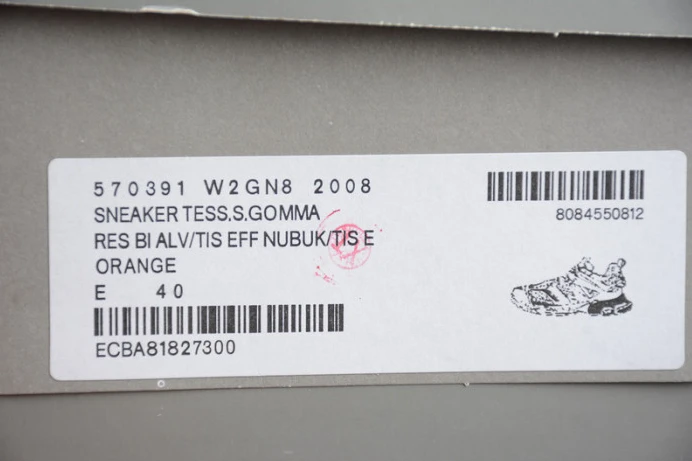 570391 W2GN8 2008
SNEAKER TESS.S.GOMMA
RES BI ALV/TIS EFF NUBUK/TIS E
ORANGE
E 40
ECBA81827300
8084550812